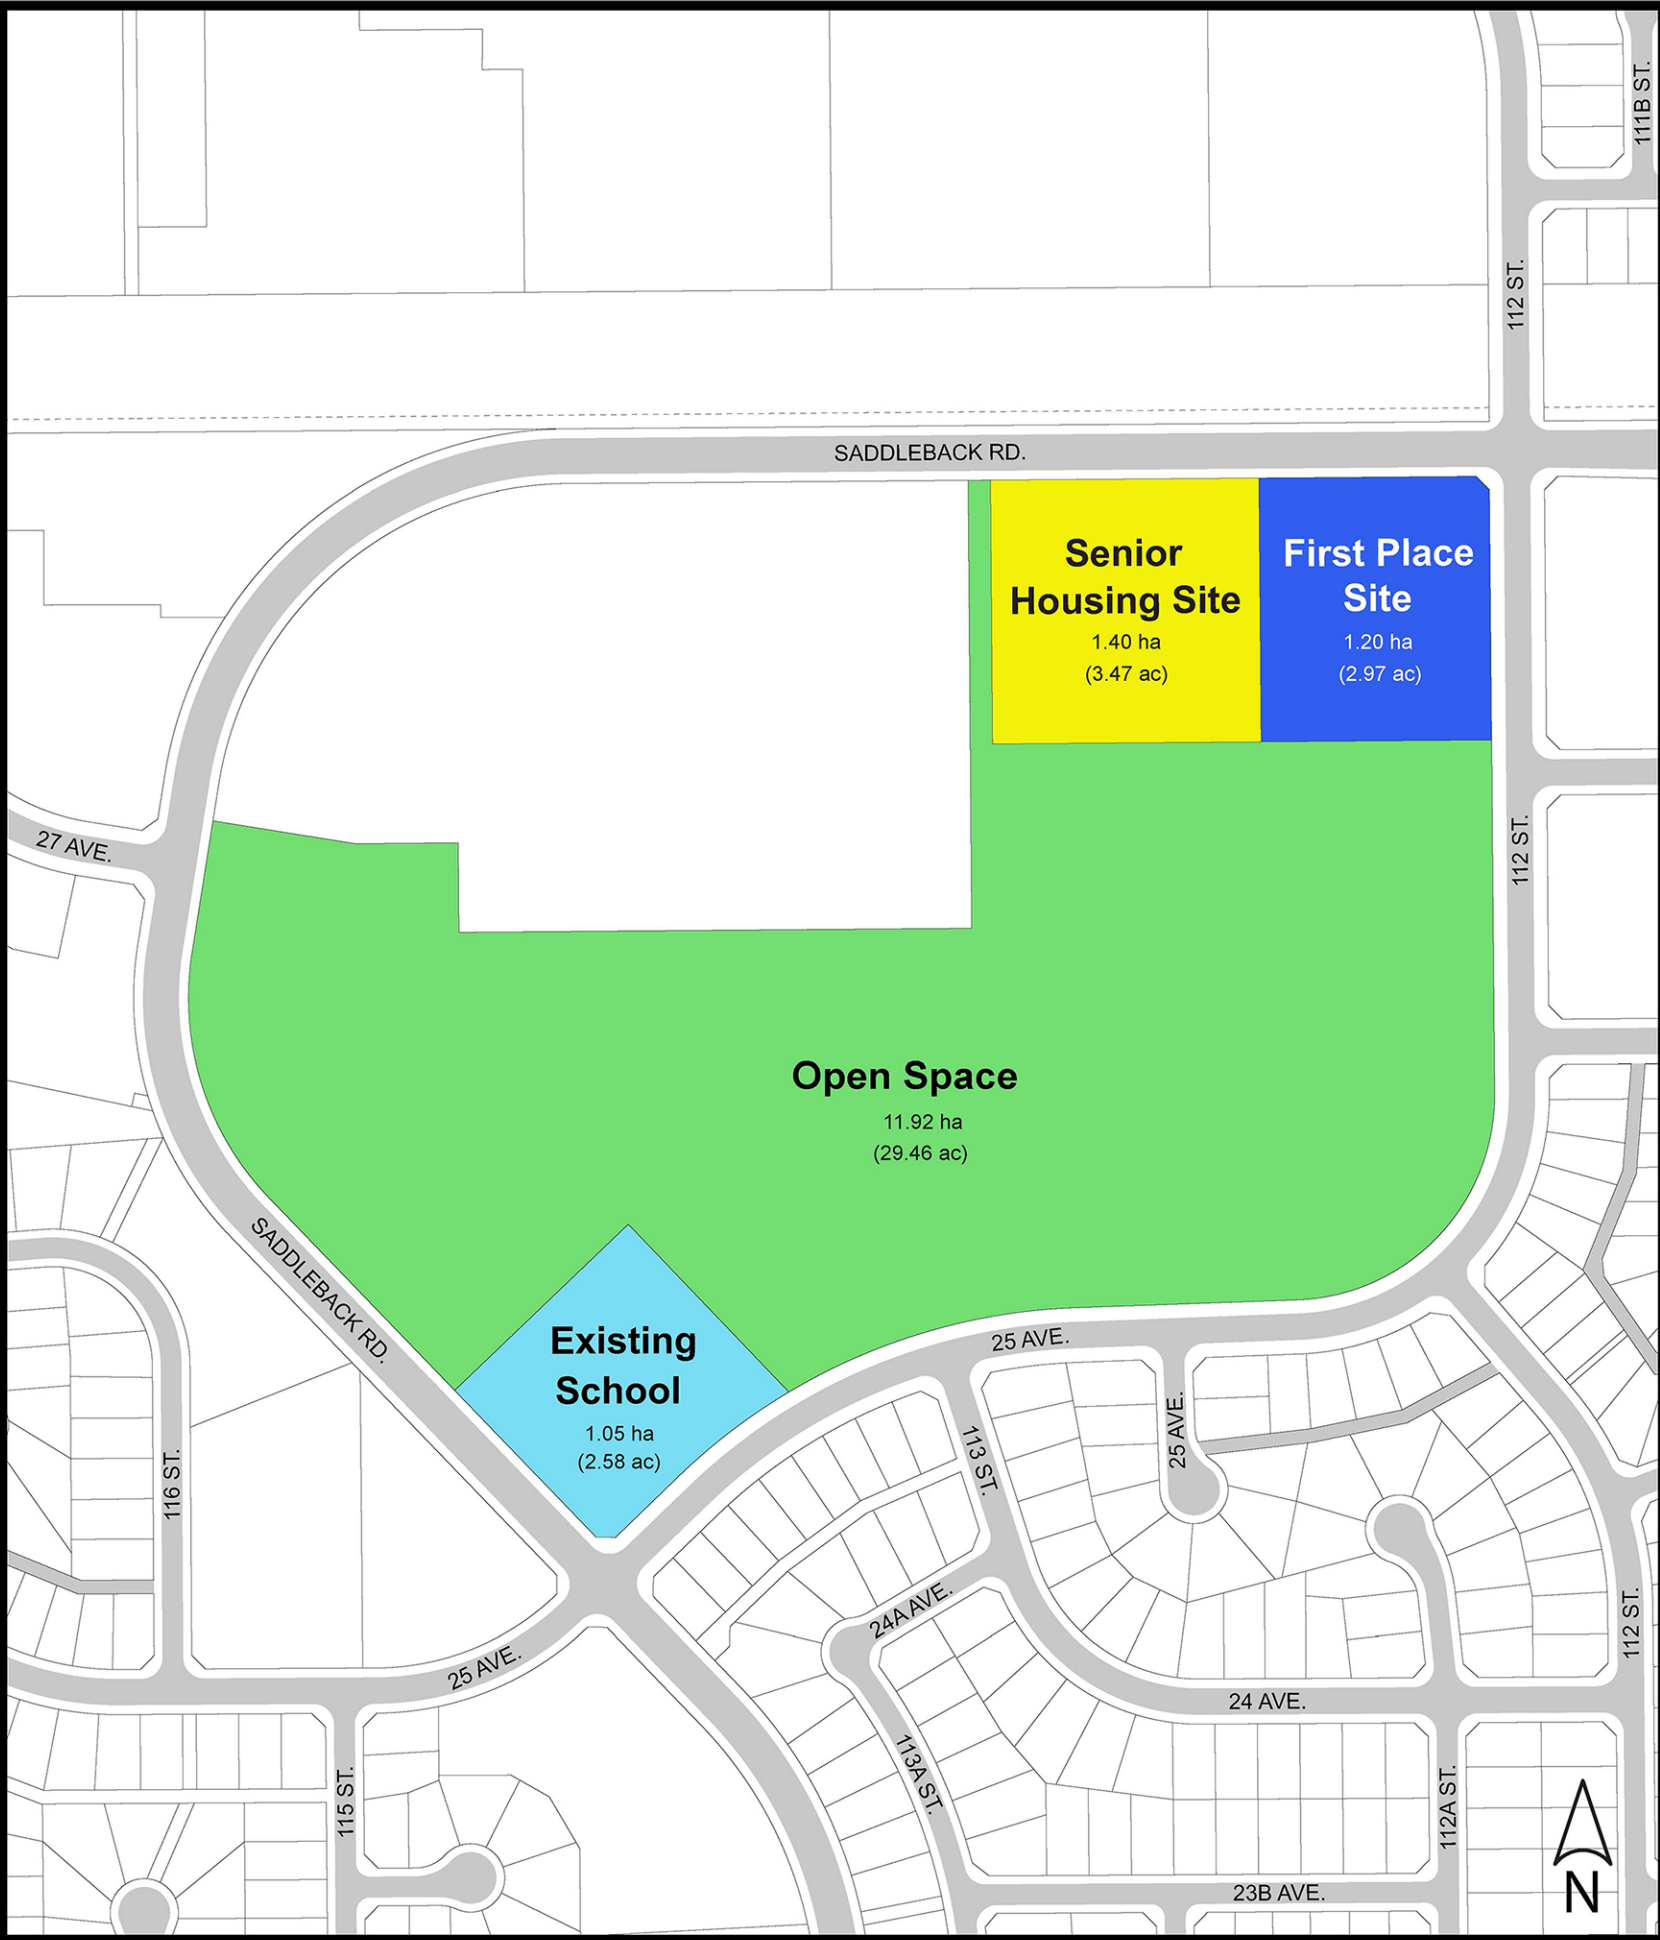 111B ST.
112 ST.
SADDLEBACK RD.
Senior
Housing Site
1.40 ha
(3.47 ac)
First Place
Site
1.20 ha
(2.97 ac)
27 AVE.
112 ST.
Open Space
11.92 ha
(29.46 ac)
SADDLEBACK RD.
Existing
School
1.05 ha
(2.58 ac)
25 AVE.
25 AVE.
113 ST.
116 ST.
24A AVE.
112 ST.
25 AVE.
24 AVE.
113A ST.
115 ST.
112A ST.
23B AVE.
N